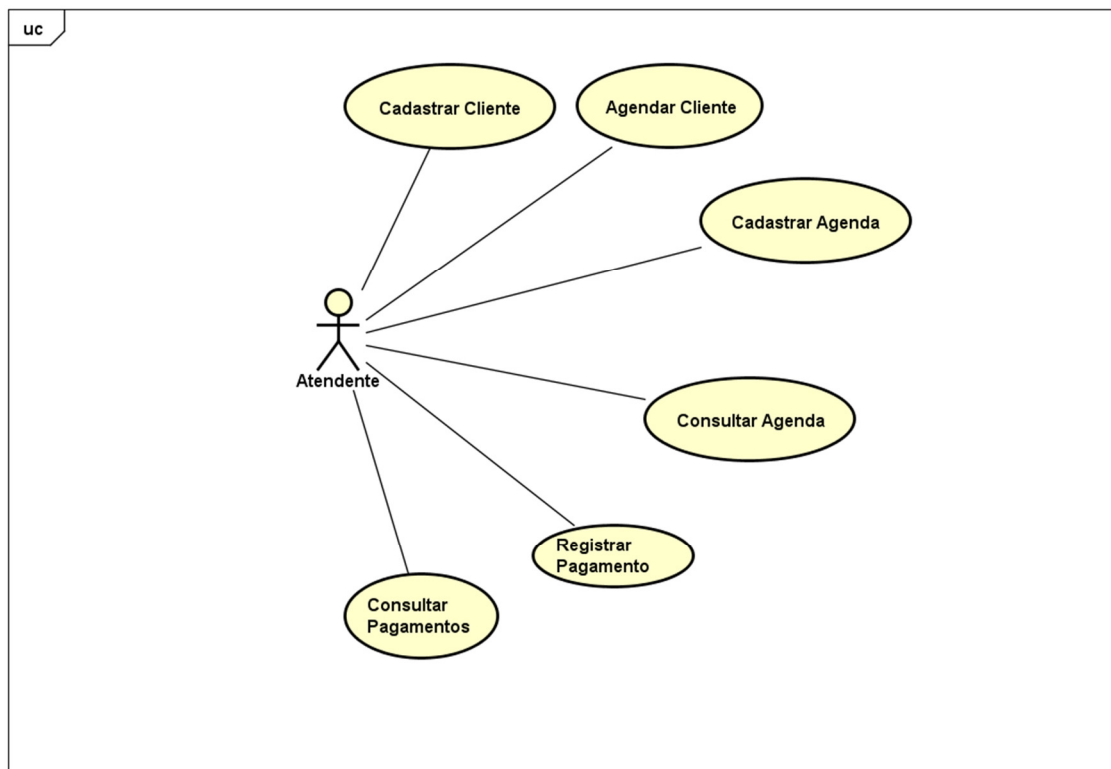 uc
Cadastrar Cliente
Agendar Cliente
Cadastrar Agenda
Atendente
Consultar Agenda
Registrar
Pagamento
Consultar
Pagamentos